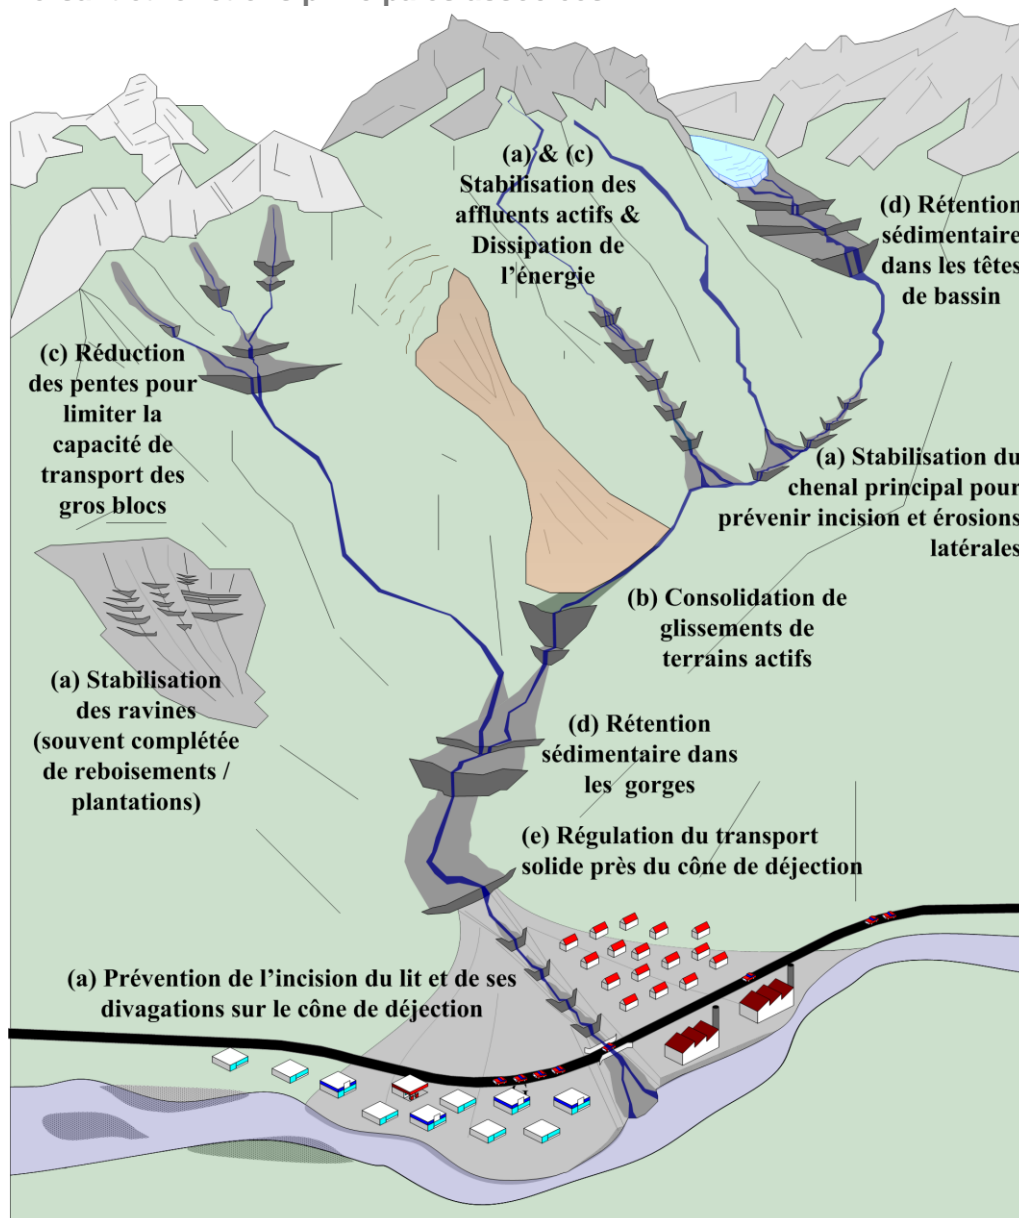 et fonctions principales associées
(a) & (c)
Stabilisation des
affluents actifs &
Dissipation de
l’énergie
(d) Rétention
sédimentaire
dans les têtes
de bassin
(c) Réduction
des pentes pour
limiter la
capacité de
transport des
gros blocs
(a) Stabilisation du
chenal principal pour
prévenir incision et érosions
latérales
(b) Consolidation de
glissements de
terrains actifs
(a) Stabilisation
des ravines
(souvent complétée
de reboisements /
plantations)
(d) Rétention
sédimentaire dans
les gorges
(e) Régulation du transport
solide près du cône de déjection
(a) Prévention de l’incision du lit et de ses
divagations sur le cône de déjection